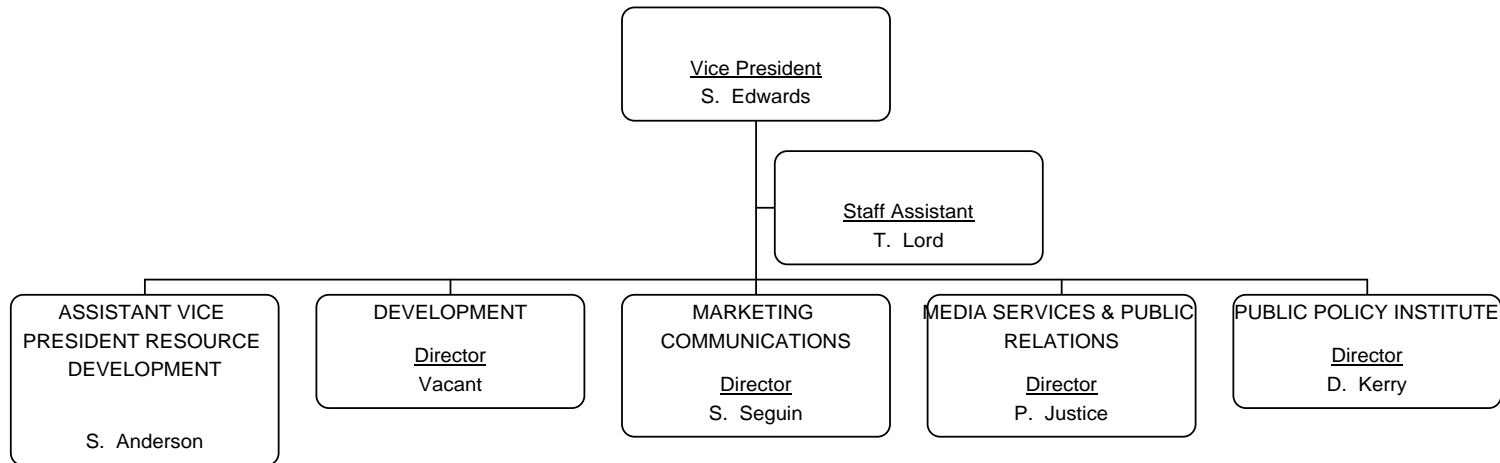 Vice President
S. Edwards
Staff Assistant
T. Lord
ASSISTANT VICE
PRESIDENT RESOURCE
DEVELOPMENT
S. Anderson
DEVELOPMENT
Director
Vacant
MARKETING
COMMUNICATIONS
Director
S. Seguin
MEDIA SERVICES & PUBLIC
RELATIONS
Director
P. Justice
PUBLIC POLICY INSTITUTE
Director
D. Kerry